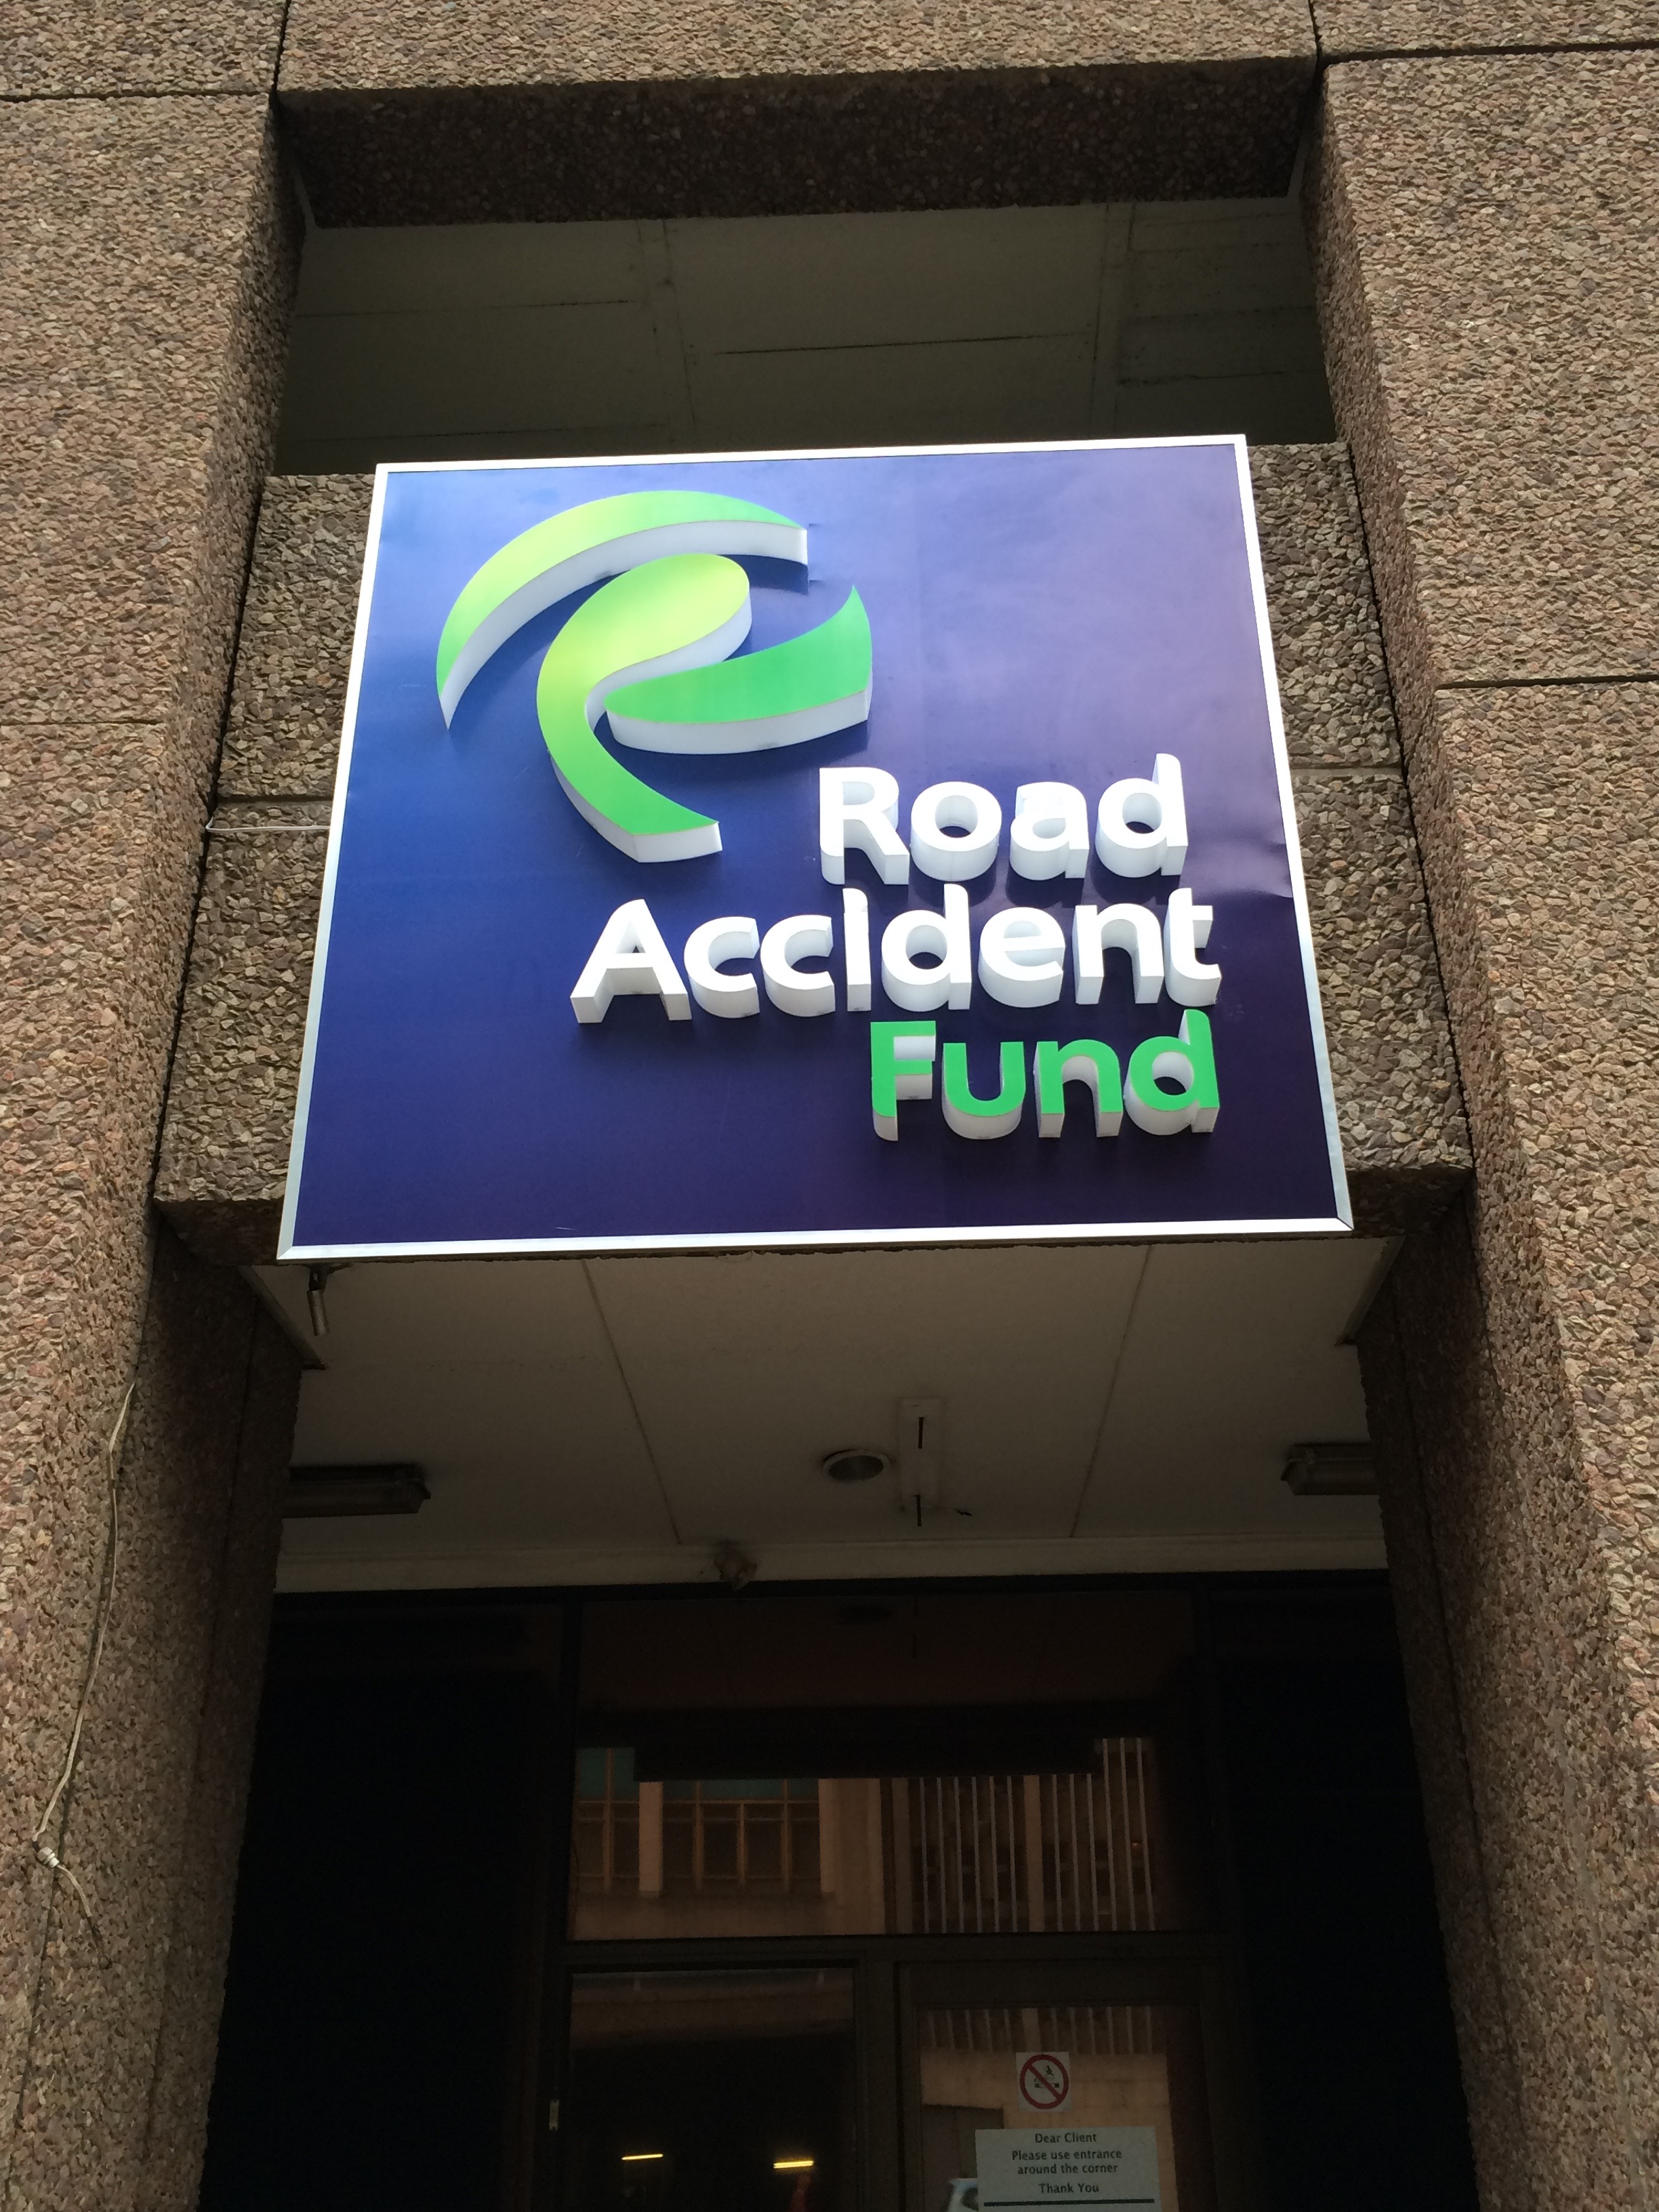 Road
Accident
Fund
Dear Client
Please use entrance
around the corner
Thank You